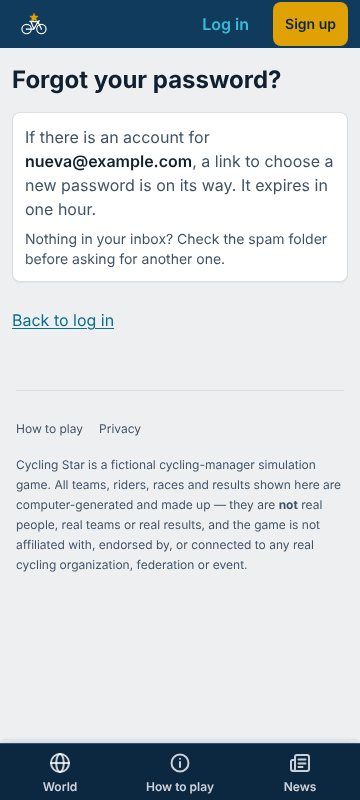 Log in
Sign up
Forgot your password?
If there is an account for
nueva@example.com, a link to choose a
new password is on its way. It expires in
one hour.
Nothing in your inbox? Check the spam folder
before asking for another one.
Back to log in
How to play Privacy
Cycling Star is a fictional cycling-manager simulation
game. All teams, riders, races and results shown here are
computer-generated and made up — they are not real
people, real teams or real results, and the game is not
affiliated with, endorsed by, or connected to any real
cycling organization, federation or event.
World
How to play
News